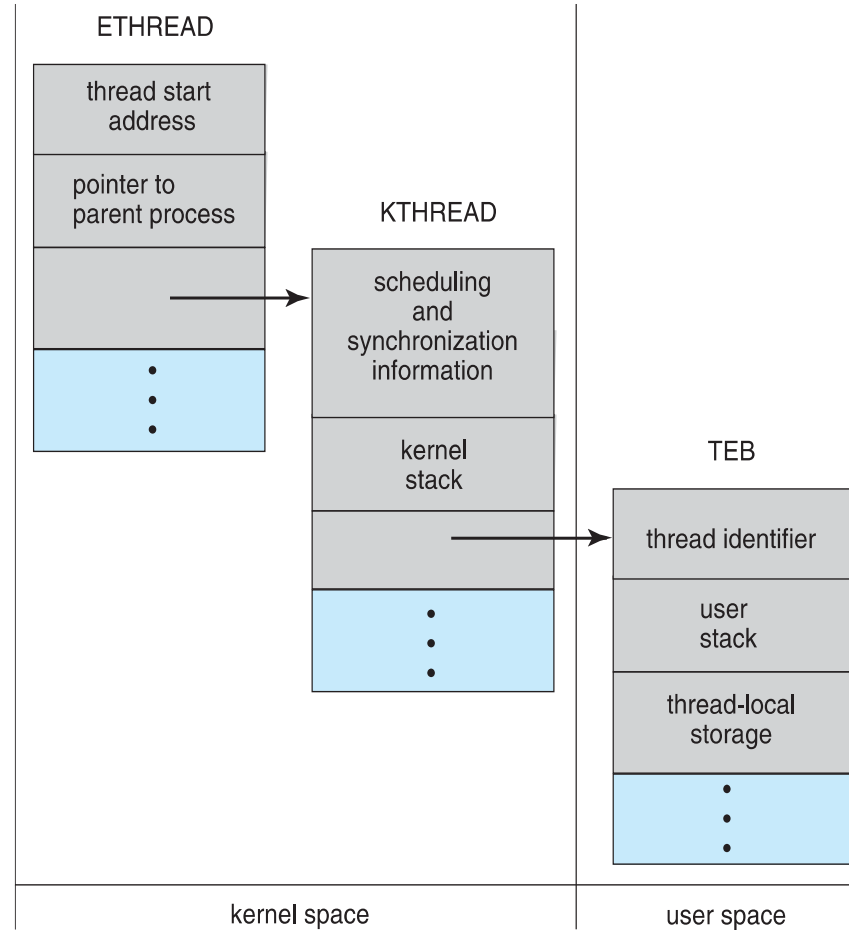 ETHREAD
thread start
address
pointer to
parent process
KTHREAD
scheduling
and
synchronization
information
kernel
stack
TEB
thread identifier
user
stack
thread-local
storage
kernel space
user space